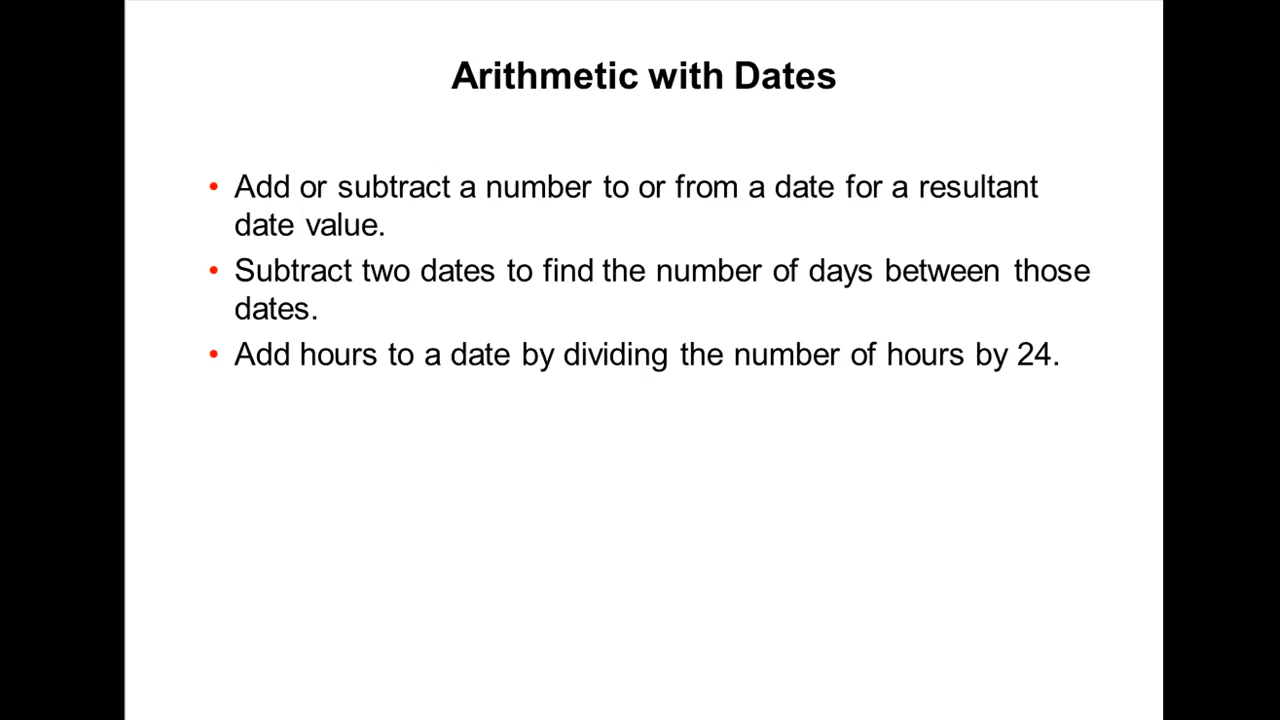 Arithmetic with Dates
• Add or subtract a number to or from a date for a resultant
date value.
• Subtract two dates to find the number of days between those
dates.
• Add hours to a date by dividing the number of hours by 24.